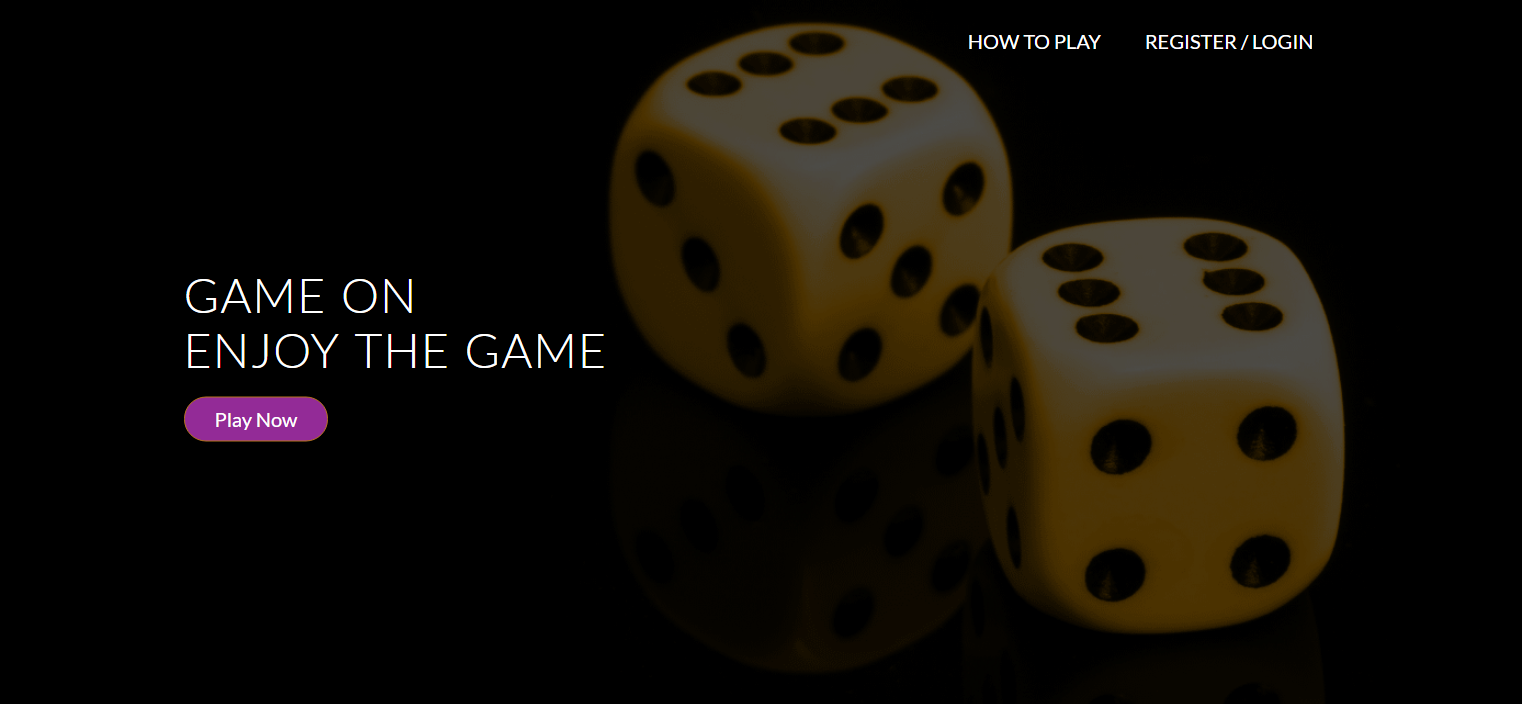 HOW TO PLAY REGISTER / LOGIN
GAME ON
ENJOY THE GAME
Play Now